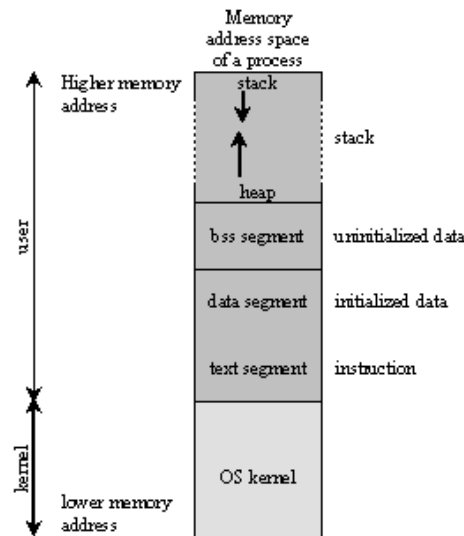 Memory
address space
of a process
Higher memory
address
stack
stack
heap
user
bss segment
uninitialized data
data segment
initialized data
text segment
instruction
kernel
OS kernel
lower memory
address